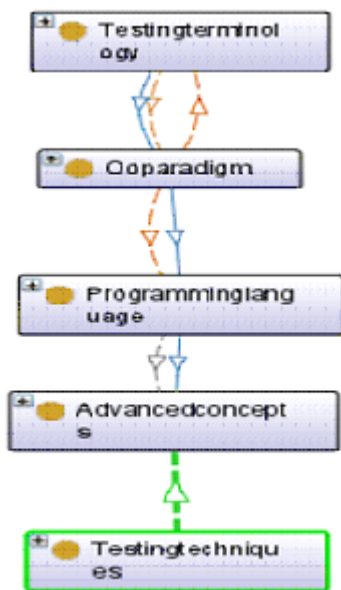 Testingterminol
ogy
Ooparadigm
Programminglang
uage
Advancedconcept
s
Testingtechniqu
es